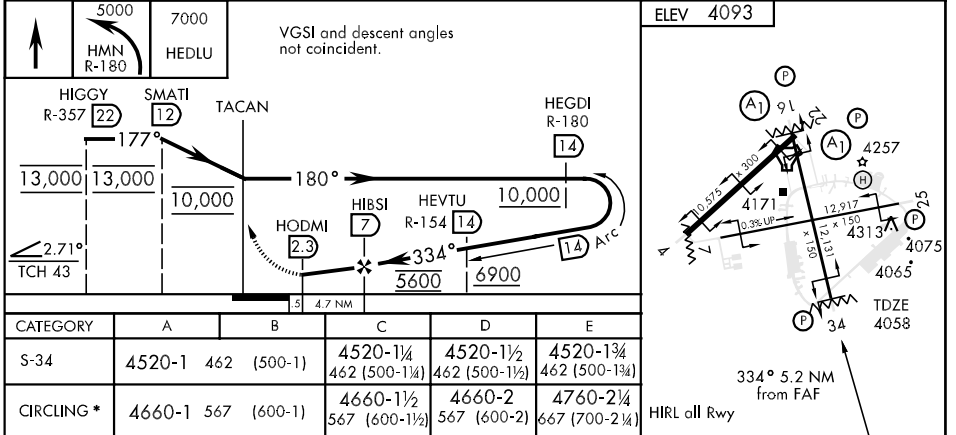 5000
HMN
R-180
7000
HEDLU
VGSI and descent angles
not coincident.
HIGGY
R-357 22
SMATI
12
TACAN
HEGDI
R-180
14
177°
13,000
13,000
10,000
180°
10,000
HODMI
2.3
HIBSI
7
HEVTU
R-154 14
14 Arc
334°
5600
6900
2.71°
TCH 43
.5 4.7 NM
CATEGORY A B C D E
S-34 4520-1 462 (500-1) 4520-1¼ 4520-1½ 4520-1¾
462 (500-1¼) 462 (500-1½) 462 (500-1¾)
CIRCLING * 4660-1 567 (600-1) 4660-1½ 4660-2 4760-2¼
567 (600-1½) 567 (600-2) 667 (700-2¼)
ELEV 4093
P
A1 16 22
P
A1
4257
H
10,575 x 300
4171
12,917
x 150
0.3% UP
25
P
4313
4075
4065
12,131
x 150
4
7
P
34
TDZE
4058
334° 5.2 NM
from FAF
HIRL all Rwy